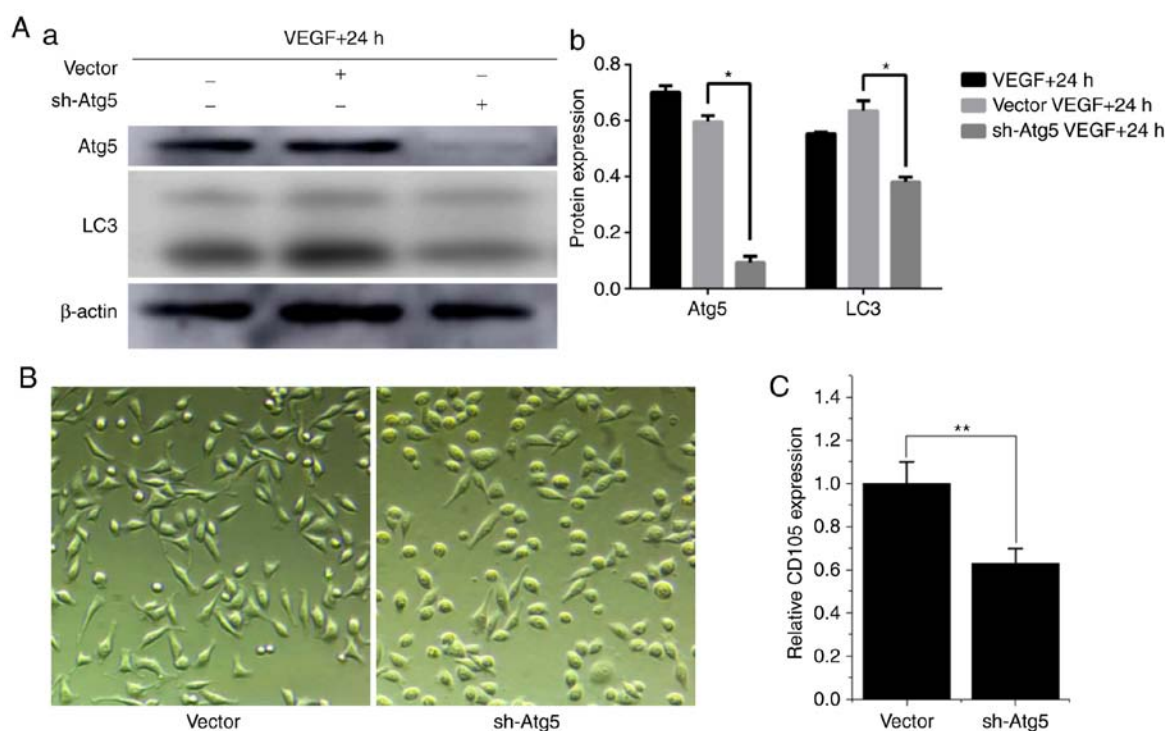 A
a
VEGF+24 h
Vector – + –
sh-Atg5 – – +
Atg5
LC3
β-actin
b
Protein expression
0.8
0.6
0.4
0.2
0.0
*
*
Atg5
LC3
VEGF+24 h
Vector VEGF+24 h
sh-Atg5 VEGF+24 h
B
Vector
sh-Atg5
C
Relative CD105 expression
1.4
1.2
1.0
0.8
0.6
0.4
0.2
0.0
**
Vector
sh-Atg5